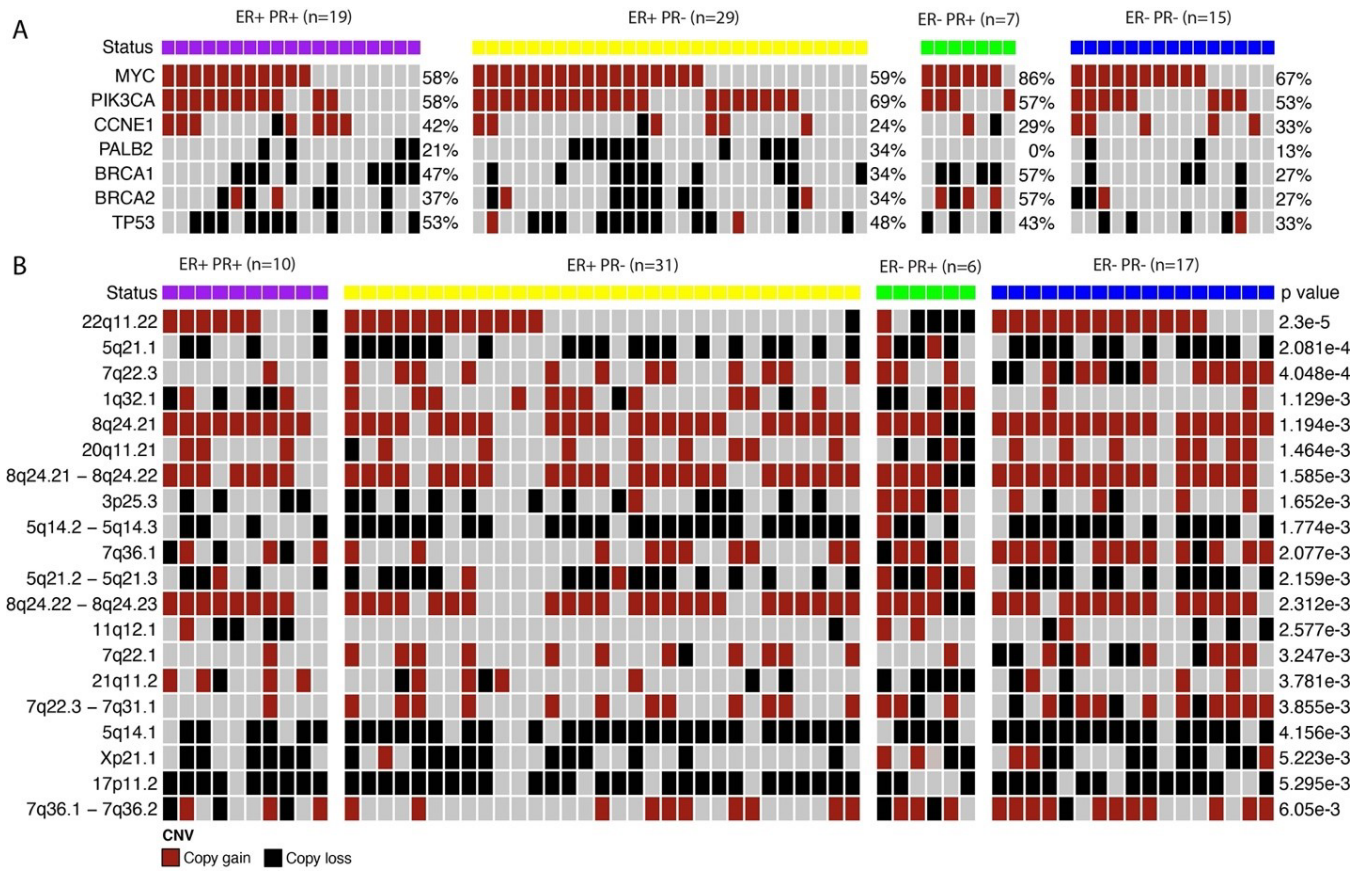 A
ER+ PR+ (n=19) ER+ PR- (n=29) ER- PR+ (n=7) ER- PR- (n=15)
Status
MYC 58% 59% 86% 67%
PIK3CA 58% 69% 57% 53%
CCNE1 42% 24% 29% 33%
PALB2 21% 34% 0% 13%
BRCA1 47% 34% 57% 27%
BRCA2 37% 34% 57% 27%
TP53 53% 48% 43% 33%
B
ER+ PR+ (n=10) ER+ PR- (n=31) ER- PR+ (n=6) ER- PR- (n=17)
Status p value
22q11.22 2.3e-5
5q21.1 2.081e-4
7q22.3 4.048e-4
1q32.1 1.129e-3
8q24.21 1.194e-3
20q11.21 1.464e-3
8q24.21 – 8q24.22 1.585e-3
3p25.3 1.652e-3
5q14.2 – 5q14.3 1.774e-3
7q36.1 2.077e-3
5q21.2 – 5q21.3 2.159e-3
8q24.22 – 8q24.23 2.312e-3
11q12.1 2.577e-3
7q22.1 3.247e-3
21q11.2 3.781e-3
7q22.3 – 7q31.1 3.855e-3
5q14.1 4.156e-3
Xp21.1 5.223e-3
17p11.2 5.295e-3
7q36.1 – 7q36.2 6.05e-3
CNV
Copy gain Copy loss